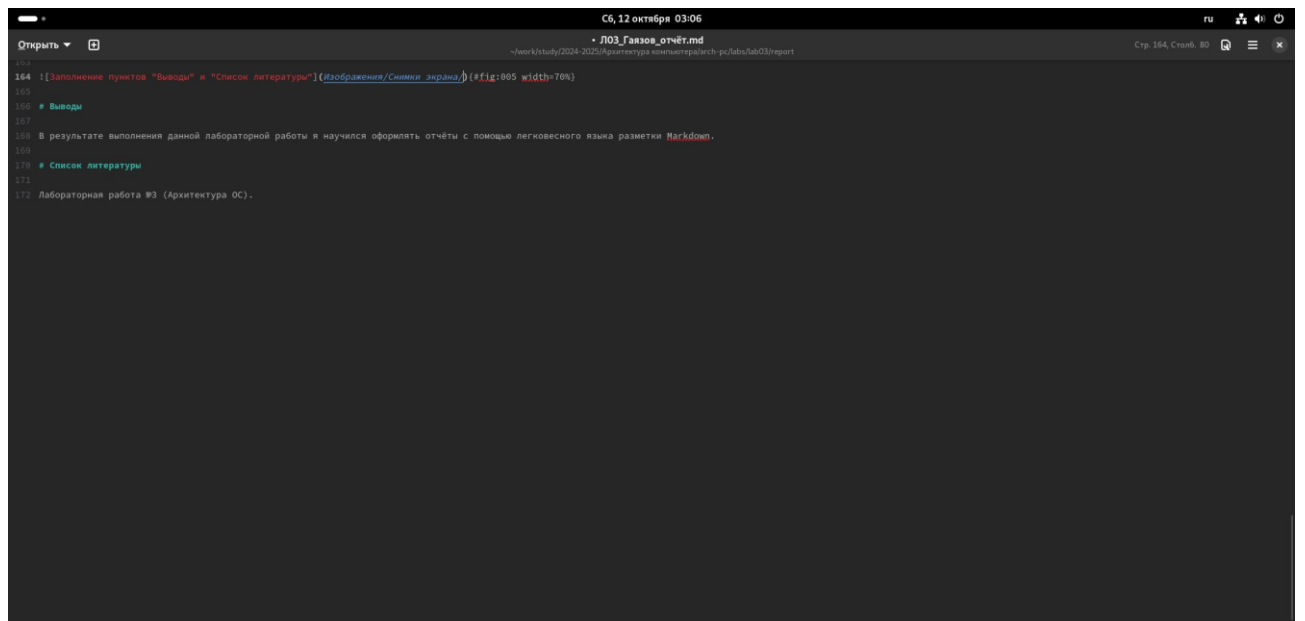 Сб, 12 октября 03:06
ru
Открыть
• Л03_Гаязов_отчёт.md
~/work/study/2024-2025/Архитектура компьютера/arch-pc/labs/lab03/report
Стр. 164, Столб. 80
163
164 ![Заполнение пунктов "Выводы" и "Список литературы"](Изображения/Снимки экрана/){#fig:005 width=70%}
165
166 # Выводы
167
168 В результате выполнения данной лабораторной работы я научился оформлять отчёты с помощью легковесного языка разметки Markdown.
169
170 # Список литературы
171
172 Лабораторная работа №3 (Архитектура ОС).